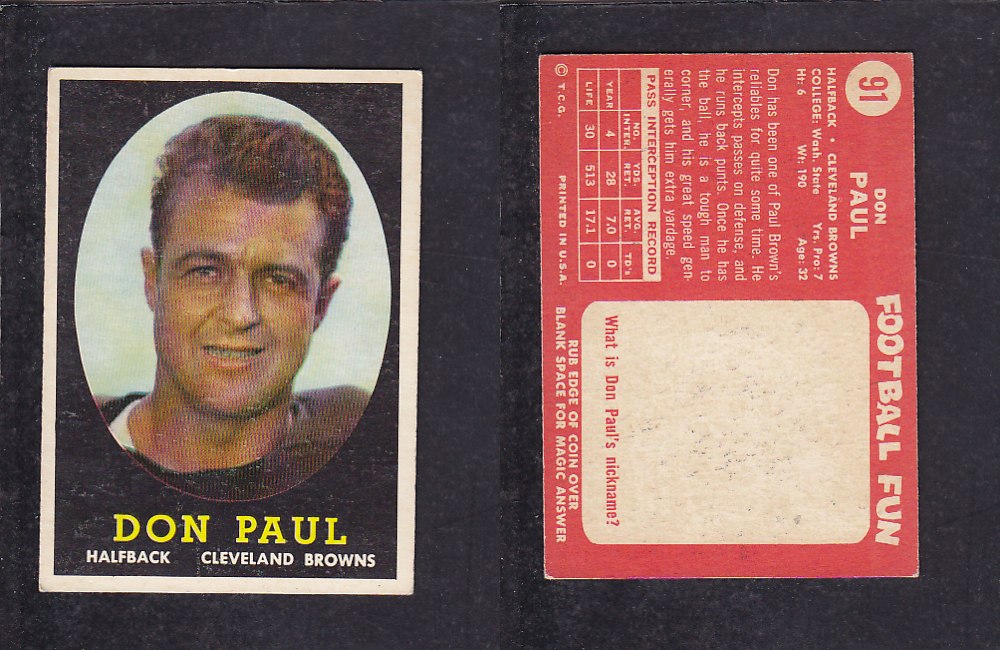 DON PAUL
HALFBACK CLEVELAND BROWNS
91
DON
PAUL
HALFBACK • CLEVELAND BROWNS
COLLEGE: Wash. State Yrs. Pro: 7
Ht: 6 Wt: 190 Age: 32
Don has been one of Paul Brown's
reliables for quite some time. He
intercepts passes on defense, and
he runs back punts. Once he has
the ball, he is a tough man to
corner, and his great speed gen-
erally gets him extra yardage.
PASS INTERCEPTION RECORD
NO. INTER. YDS. RET. AVG. RET. TD's
YEAR 4 28 7.0 0
LIFE 30 513 17.1 0
© T.C.G. PRINTED IN U.S.A.
FOOTBALL FUN
What is Don Paul's nickname?
RUB EDGE OF COIN OVER
BLANK SPACE FOR MAGIC ANSWER